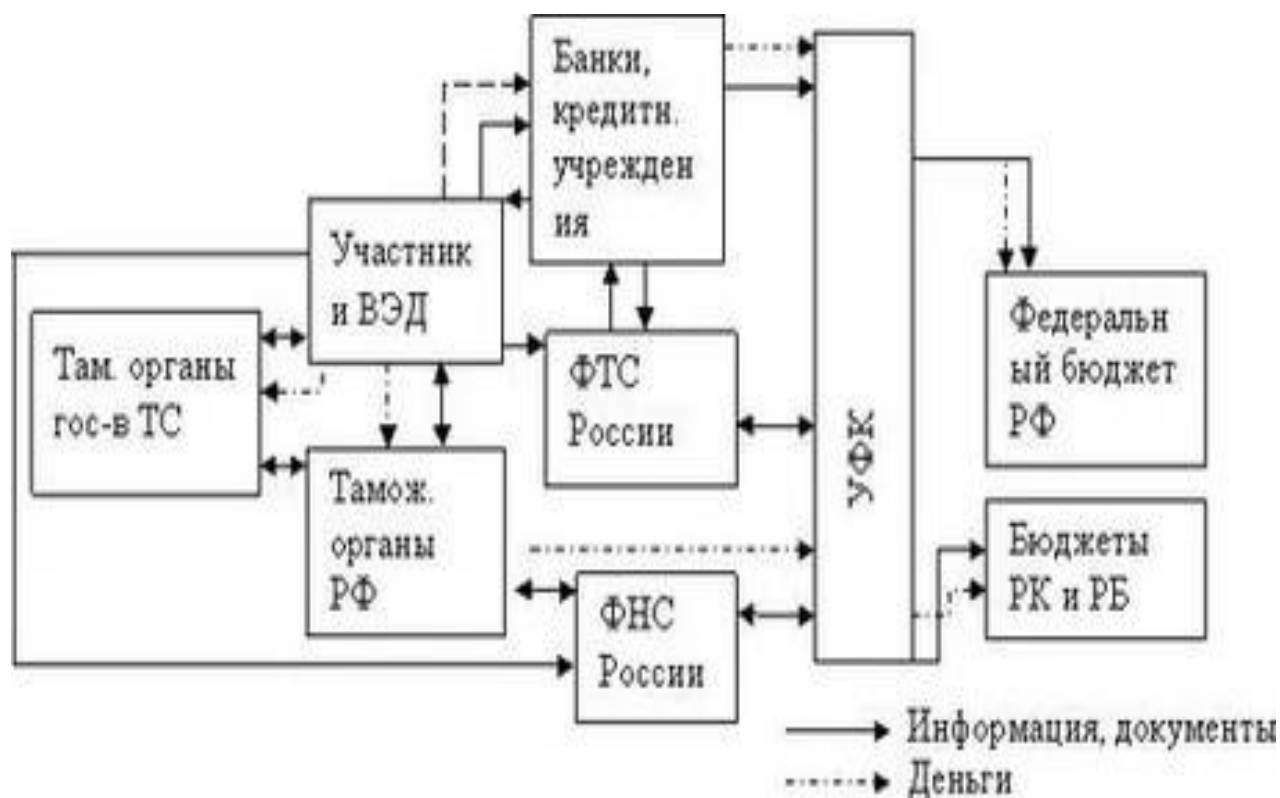 Банки,
кредитн.
учрежден
ия
Участник
и ВЭД
Там. органы
гос-в ТС
ФТС
России
Федеральн
ый бюджет
РФ
УФК
Тамож.
органы
РФ
Бюджеты
РК и РБ
ФНС
России
Информация, документы
Деньги